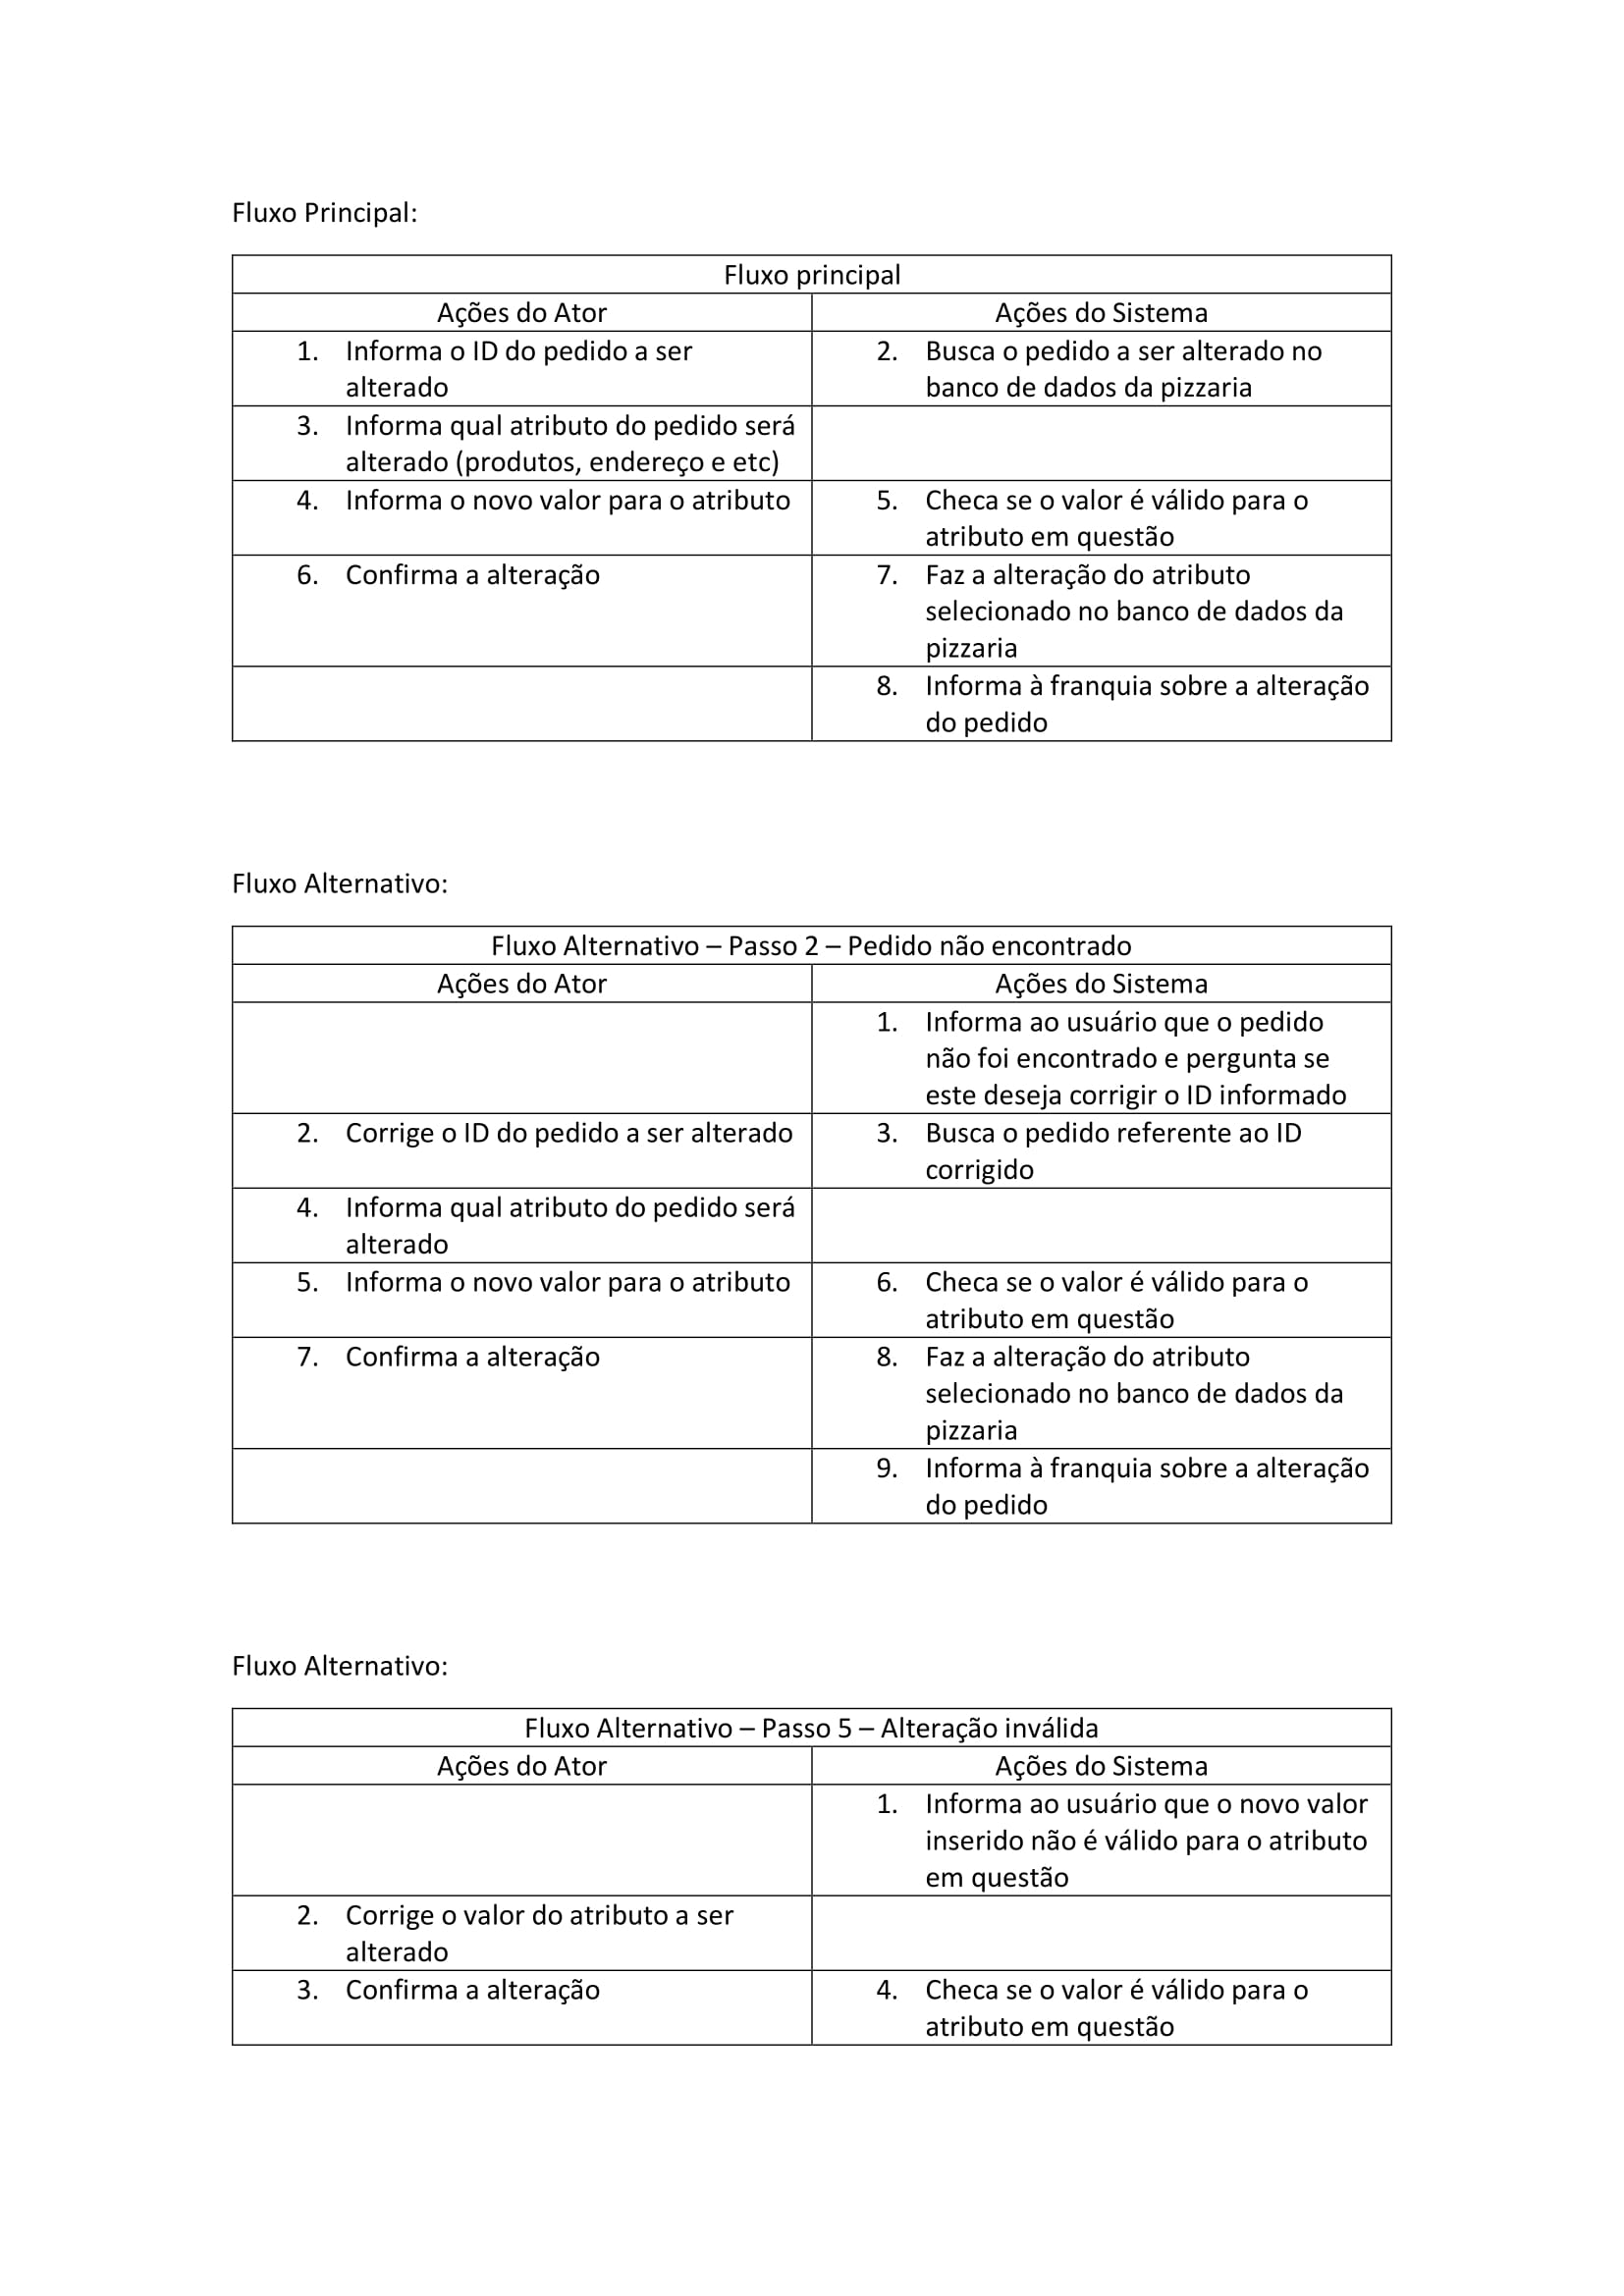 Fluxo Principal:
Fluxo principal
Ações do Ator
Ações do Sistema
1. Informa o ID do pedido a ser
alterado
2. Busca o pedido a ser alterado no
banco de dados da pizzaria
3. Informa qual atributo do pedido será
alterado (produtos, endereço e etc)
4. Informa o novo valor para o atributo
5. Checa se o valor é válido para o
atributo em questão
6. Confirma a alteração
7. Faz a alteração do atributo
selecionado no banco de dados da
pizzaria
8. Informa à franquia sobre a alteração
do pedido
Fluxo Alternativo:
Fluxo Alternativo – Passo 2 – Pedido não encontrado
Ações do Ator
Ações do Sistema
1. Informa ao usuário que o pedido
não foi encontrado e pergunta se
este deseja corrigir o ID informado
2. Corrige o ID do pedido a ser alterado
3. Busca o pedido referente ao ID
corrigido
4. Informa qual atributo do pedido será
alterado
5. Informa o novo valor para o atributo
6. Checa se o valor é válido para o
atributo em questão
7. Confirma a alteração
8. Faz a alteração do atributo
selecionado no banco de dados da
pizzaria
9. Informa à franquia sobre a alteração
do pedido
Fluxo Alternativo:
Fluxo Alternativo – Passo 5 – Alteração inválida
Ações do Ator
Ações do Sistema
1. Informa ao usuário que o novo valor
inserido não é válido para o atributo
em questão
2. Corrige o valor do atributo a ser
alterado
3. Confirma a alteração
4. Checa se o valor é válido para o
atributo em questão